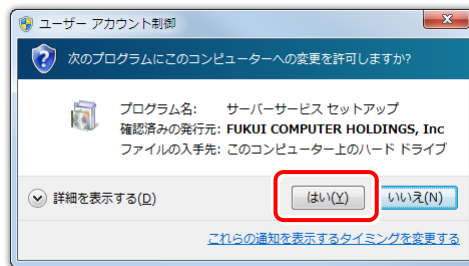 ユーザー アカウント制御
次のプログラムにこのコンピューターへの変更を許可しますか?
プログラム名: サーバーサービス セットアップ
確認済みの発行元: FUKUI COMPUTER HOLDINGS, Inc
ファイルの入手先: このコンピューター上のハード ドライブ
詳細を表示する(D) はい(Y) いいえ(N)
これらの通知を表示するタイミングを変更する